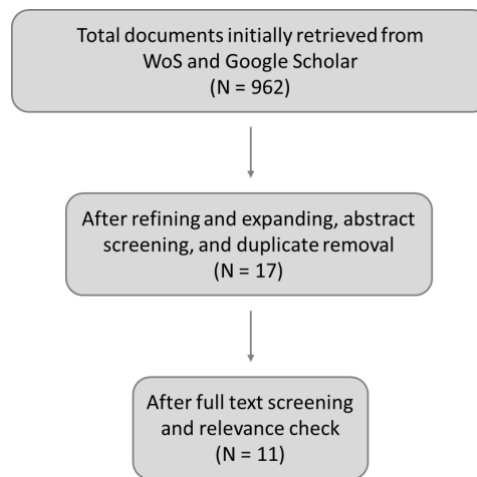 Total documents initially retrieved from
WoS and Google Scholar
(N = 962)
After refining and expanding, abstract
screening, and duplicate removal
(N = 17)
After full text screening
and relevance check
(N = 11)